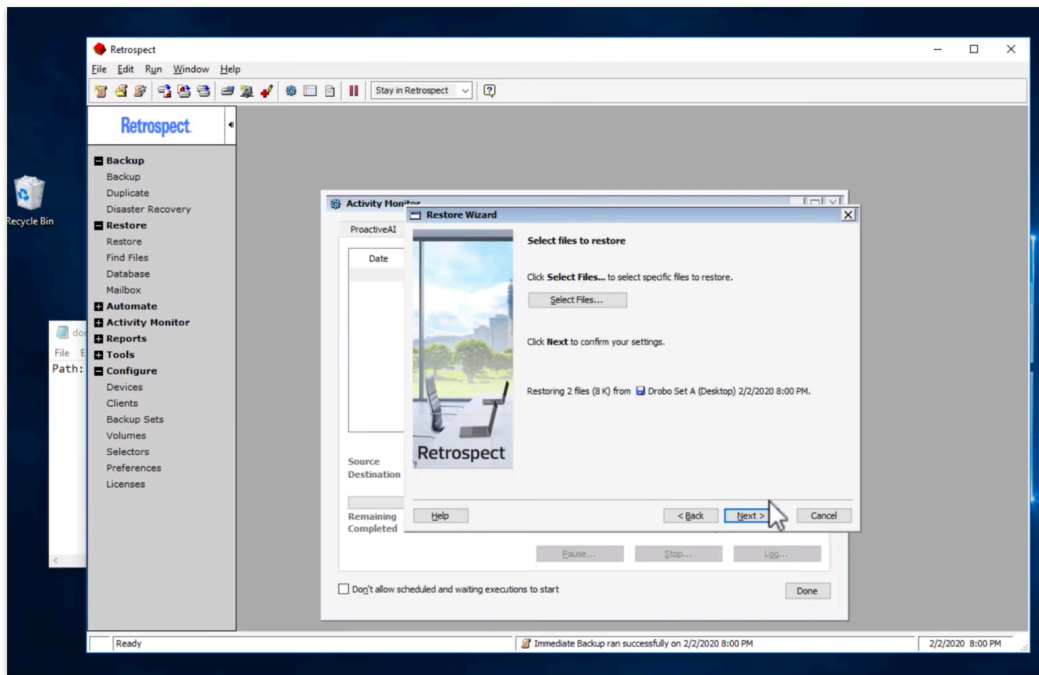 Retrospect
File Edit Run Window Help
Stay in Retrospect
Retrospect
Backup
Backup
Duplicate
Disaster Recovery
Restore
Restore
Find Files
Database
Mailbox
Automate
Activity Monitor
Reports
Tools
Configure
Devices
Clients
Backup Sets
Volumes
Selectors
Preferences
Licenses
Recycle Bin
File
Path:
Activity Monitor
ProactiveAI
Date
Source
Destination
Remaining
Completed
Restore Wizard
Select files to restore
Click Select Files... to select specific files to restore.
Select Files...
Click Next to confirm your settings.
Restoring 2 files (8 K) from Drobo Set A (Desktop) 2/2/2020 8:00 PM.
Retrospect
Help < Back Next > Cancel
Pause... Stop... Log...
Don't allow scheduled and waiting executions to start
Done
Ready
Immediate Backup ran successfully on 2/2/2020 8:00 PM
2/2/2020 8:00 PM